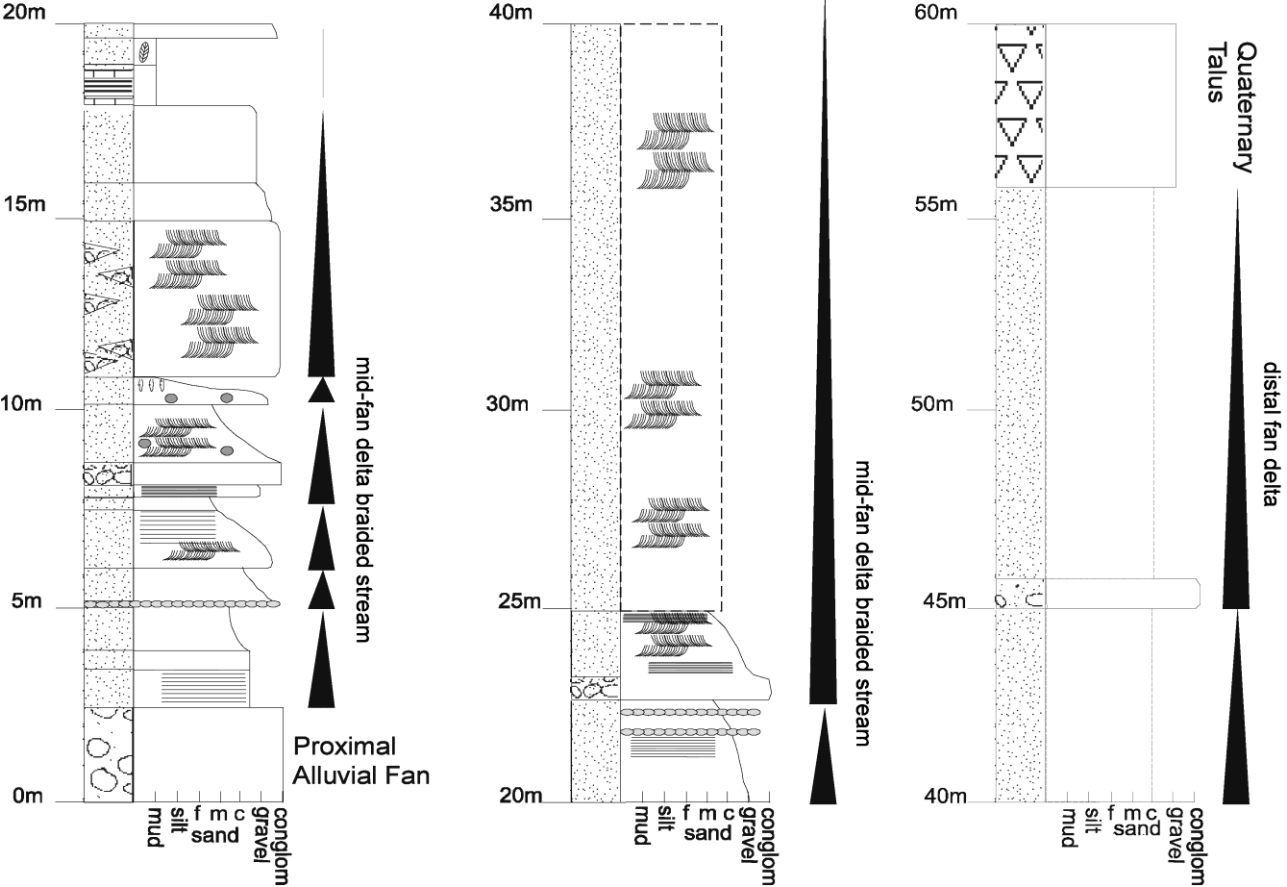 20m
15m
10m
5m
0m
mud
silt
f m c
sand
gravel
conglom
mid-fan delta braided stream
Proximal
Alluvial Fan
40m
35m
30m
25m
20m
mud
silt
f m c
sand
gravel
conglom
mid-fan delta braided stream
60m
55m
50m
45m
40m
mud
silt
f m c
sand
gravel
conglom
Quaternary
Talus
distal fan delta